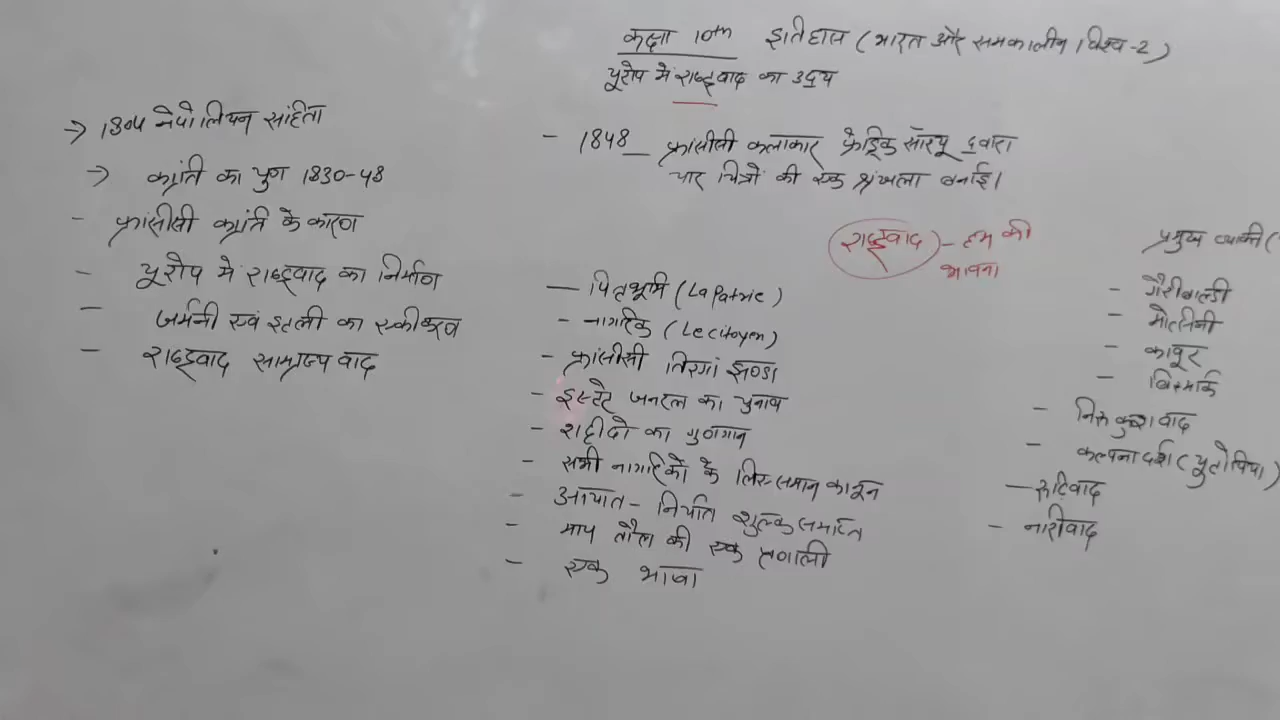 कक्षा 10th इतिहास (भारत और समकालीन विश्व-2)
यूरोप में राष्ट्रवाद का उदय
→ 1804 नेपोलियन संहिता
→ क्रांति का युग 1830-48
- फ्रांसीसी क्रांति के कारण
- यूरोप में राष्ट्रवाद का निर्माण
- जर्मनी एवं इटली का एकीकरण
- राष्ट्रवाद साम्राज्यवाद
- 1848_ फ्रांसीसी कलाकार फ्रेड्रिक सॉरयू द्वारा
चार चित्रों की एक श्रृंखला बनाई।
राष्ट्रवाद - हम की
भावना
— पितृभूमि (La Patrie)
- नागरिक (Le citoyen)
- फ्रांसीसी तिरंगा झण्डा
- इस्टेट जनरल का चुनाव
- शहीदो का गुणगान
- सभी नागरिकों के लिए समान कानून
- आयात - निर्यात शुल्क समाप्त
- माप तौल की एक प्रणाली
- एक भाषा
प्रमुख व्यक्ति (
- गैरीबाल्डी
- मेत्सिनी
- कावूर
- बिस्मार्क
- निरंकुशवाद
- कल्पनादर्श (युटोपिया)
— रूढ़िवाद
- नारीवाद